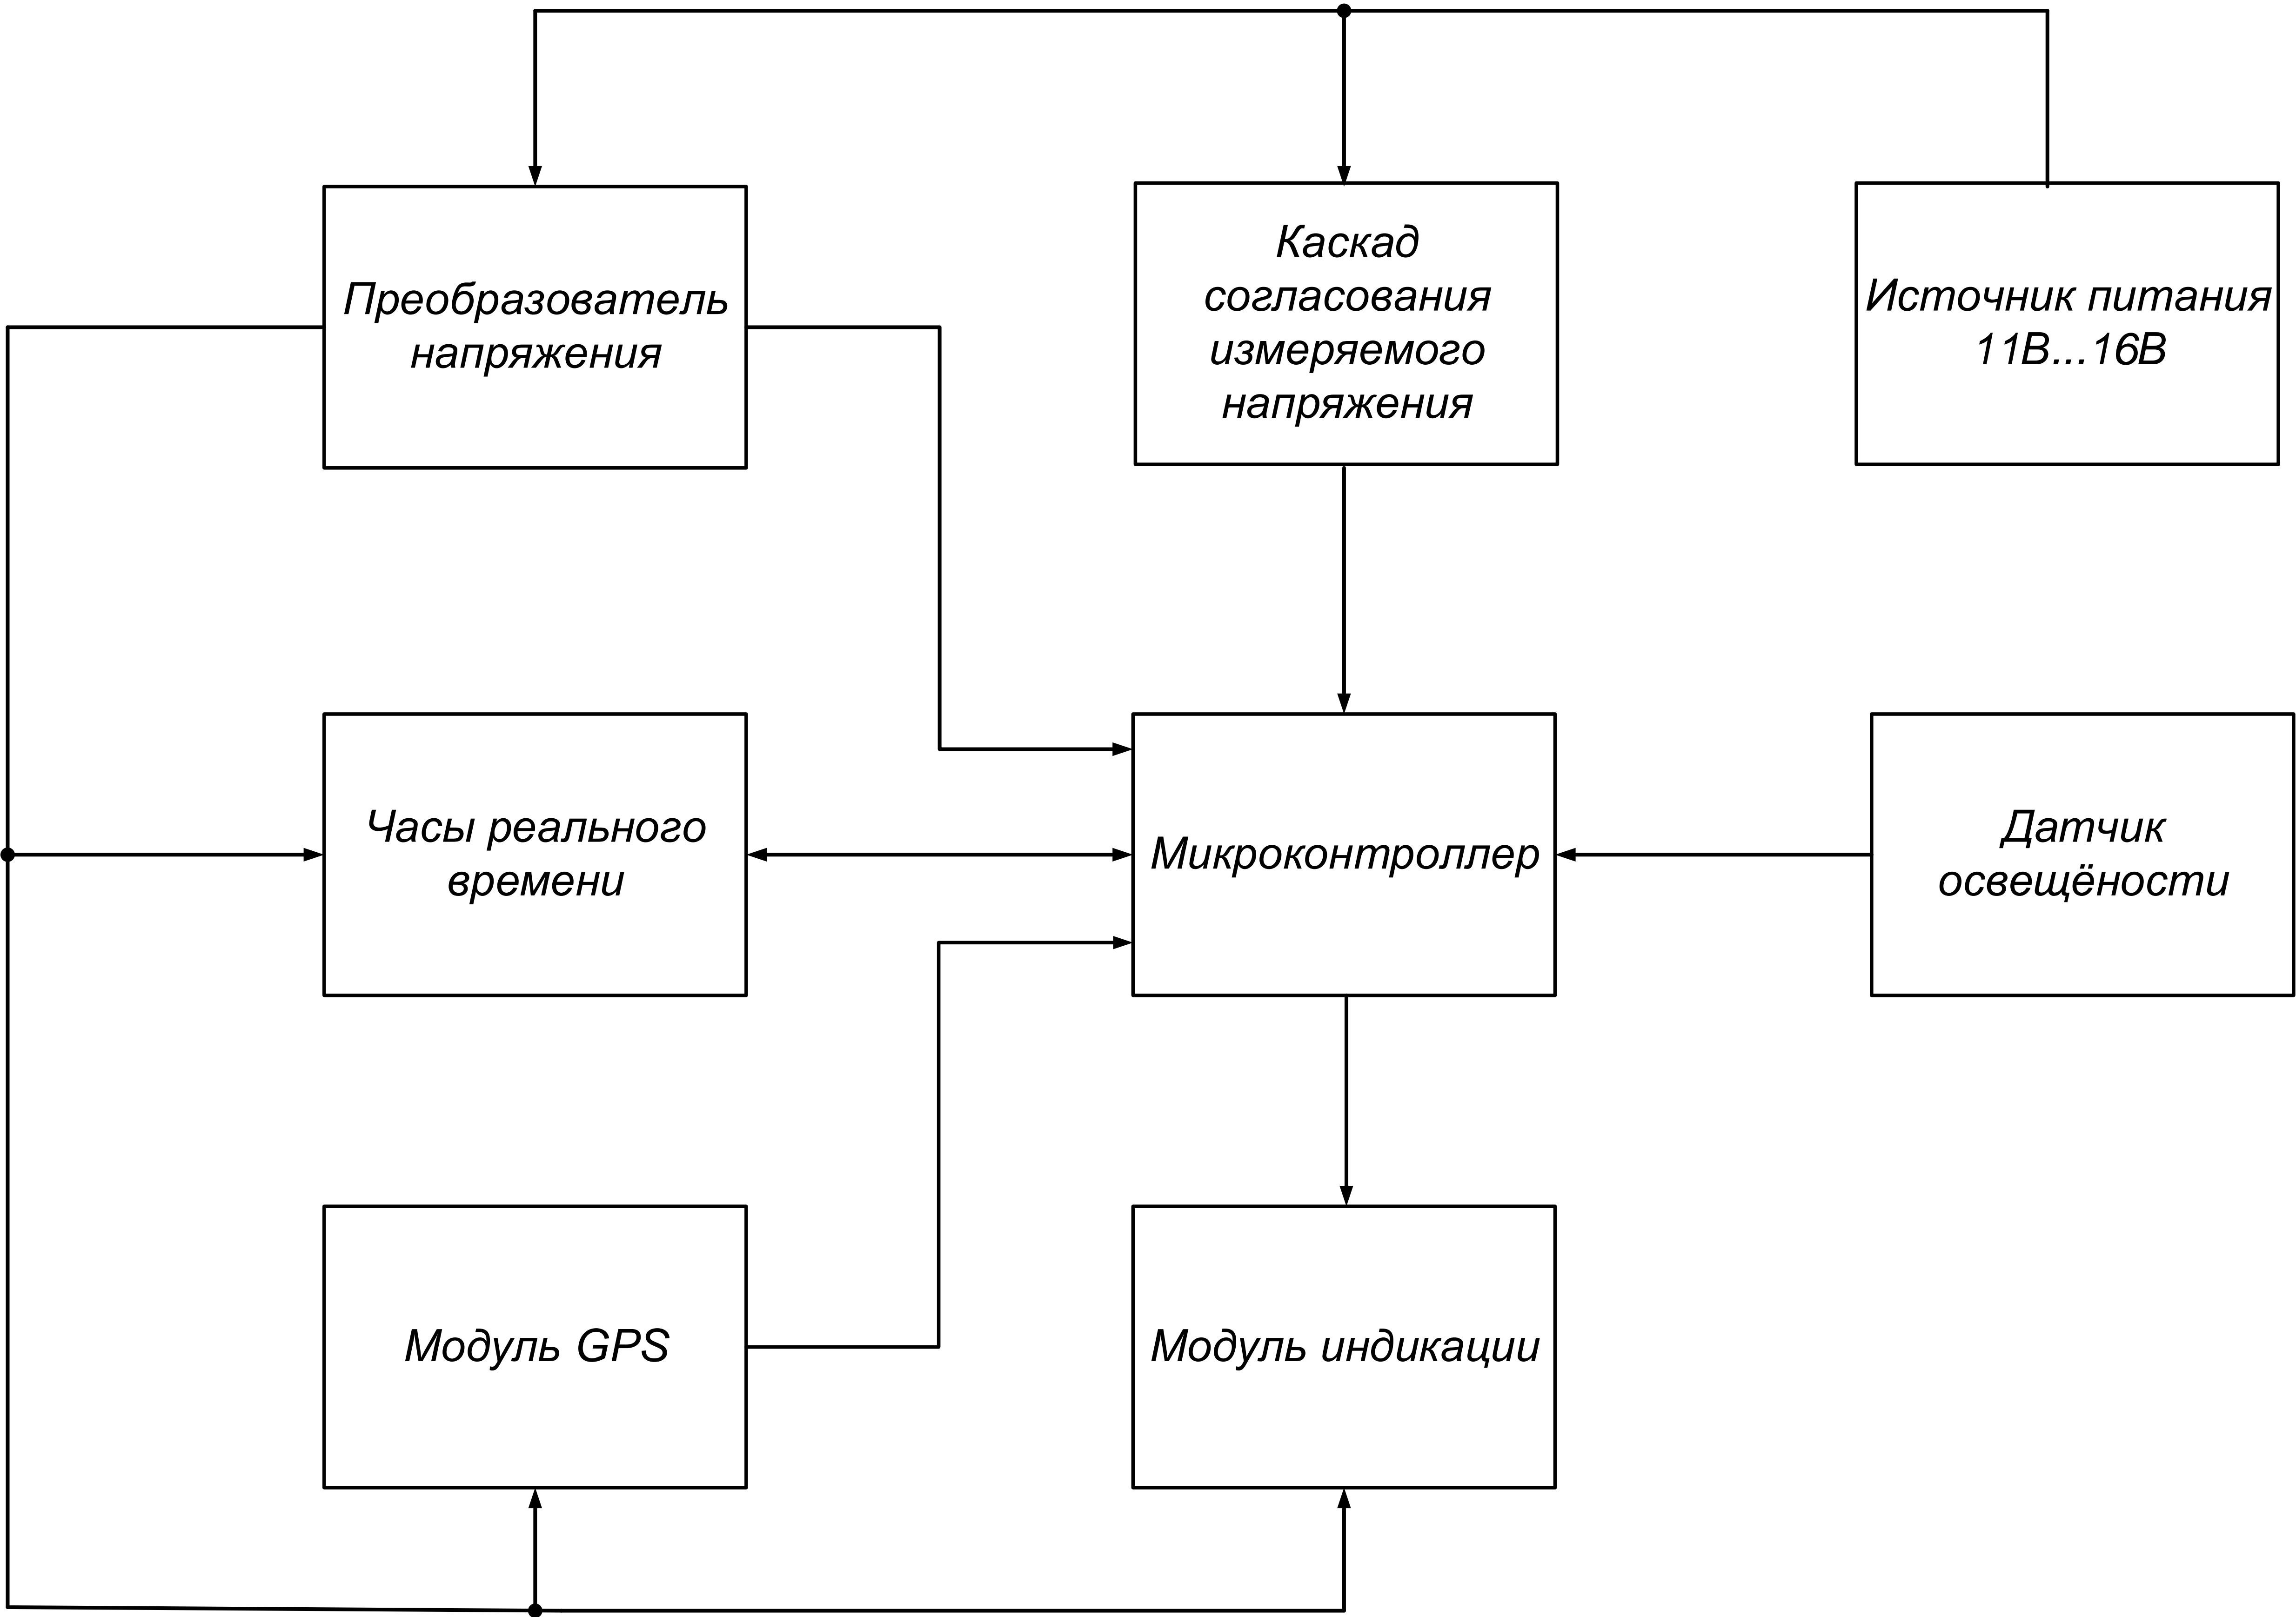 Преобразователь
напряжения
Каскад
согласования
измеряемого
напряжения
Источник питания
11В...16В
Часы реального
времени
Микроконтроллер
Датчик
освещёности
Модуль GPS
Модуль индикации